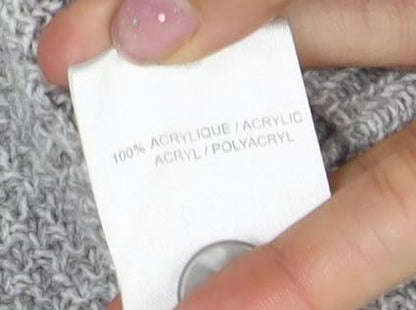 100% ACRYLIQUE / ACRYLIC
ACRYL / POLYACRYL